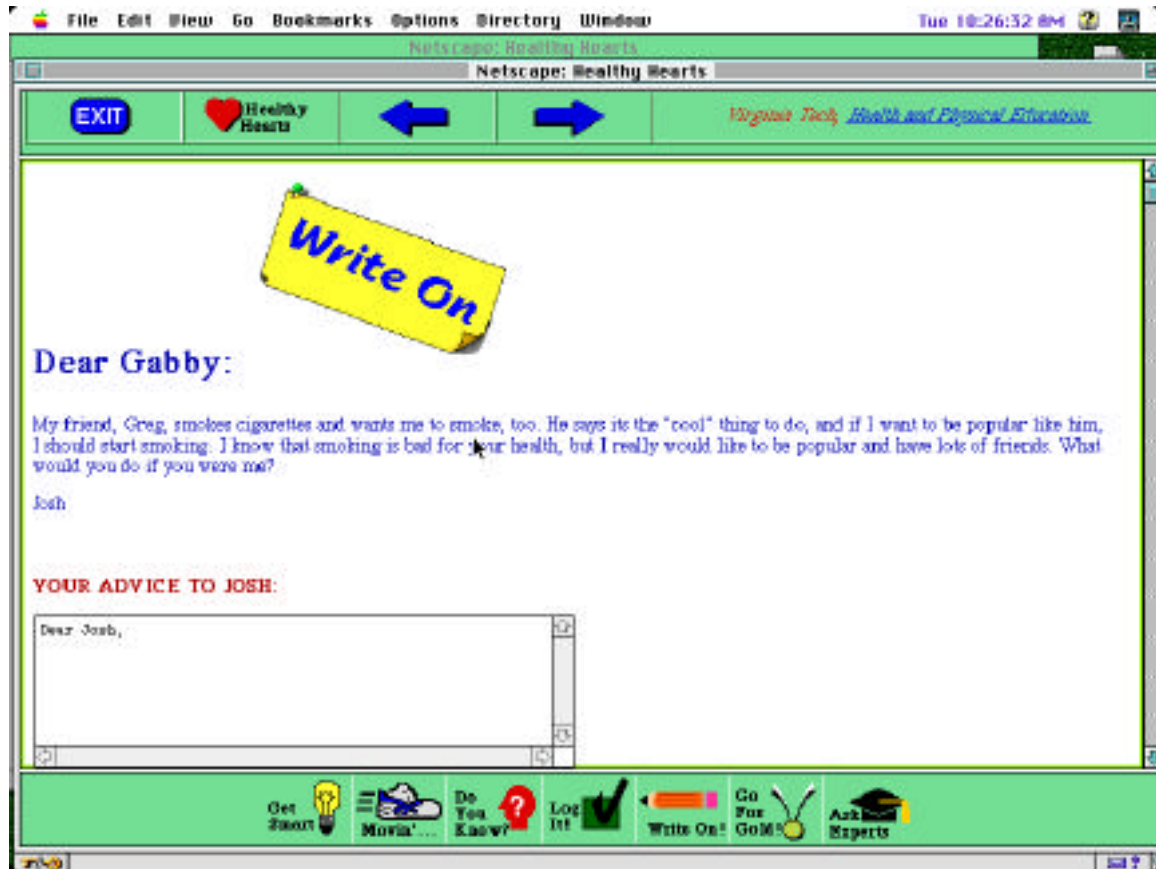 File Edit View Go Bookmarks Options Directory Window Tue 10:26:32 AM
Netscape: Healthy Hearts
Netscape: Healthy Hearts
EXIT
Healthy
Hearts
Virginia Tech, Health and Physical Education
Write On
Dear Gabby:
My friend, Greg, smokes cigarettes and wants me to smoke, too. He says its the "cool" thing to do, and if I want to be popular like him,
I should start smoking. I know that smoking is bad for your health, but I really would like to be popular and have lots of friends. What
would you do if you were me?
Josh
YOUR ADVICE TO JOSH:
Dear Josh,
Get
Smart
Movin'....
Do
You
Know?
Log
It!
Write On!
Go
For
Gold!
Ask
Experts